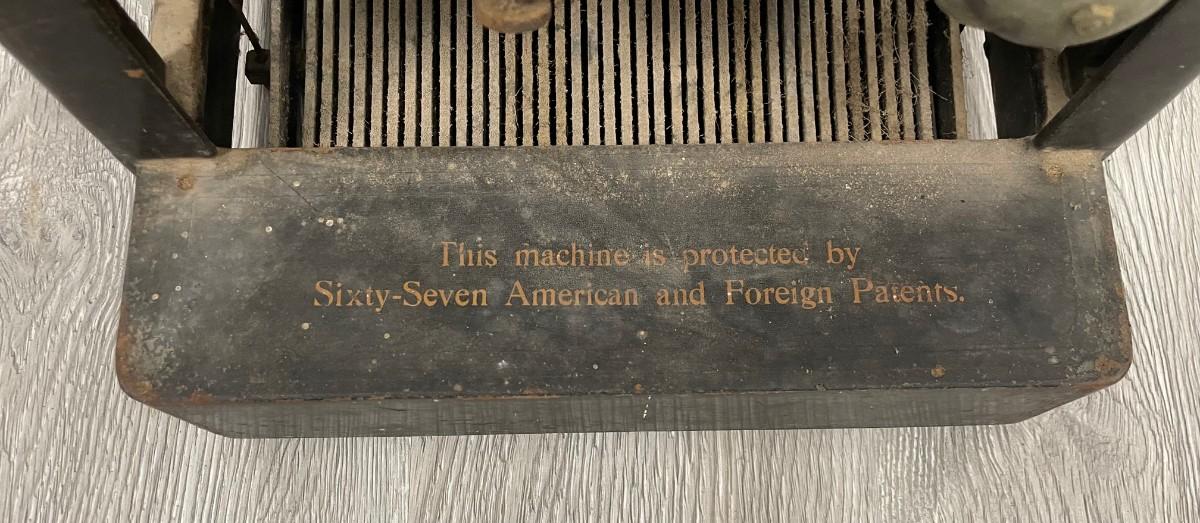 This machine is protected by
Sixty-Seven American and Foreign Patents.